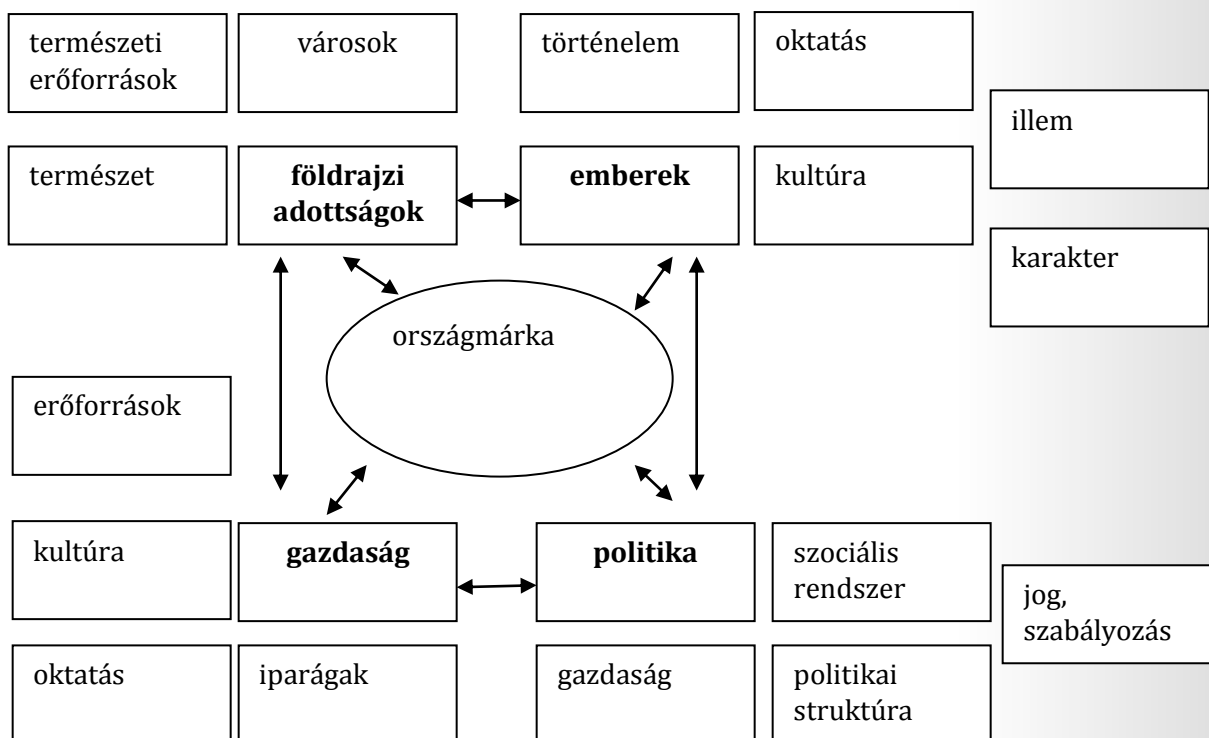 természeti
erőforrások
városok
történelem
oktatás
illem
természet
földrajzi
adottságok
emberek
kultúra
karakter
országmárka
erőforrások
kultúra
gazdaság
politika
szociális
rendszer
jog,
szabályozás
oktatás
iparágak
gazdaság
politikai
struktúra